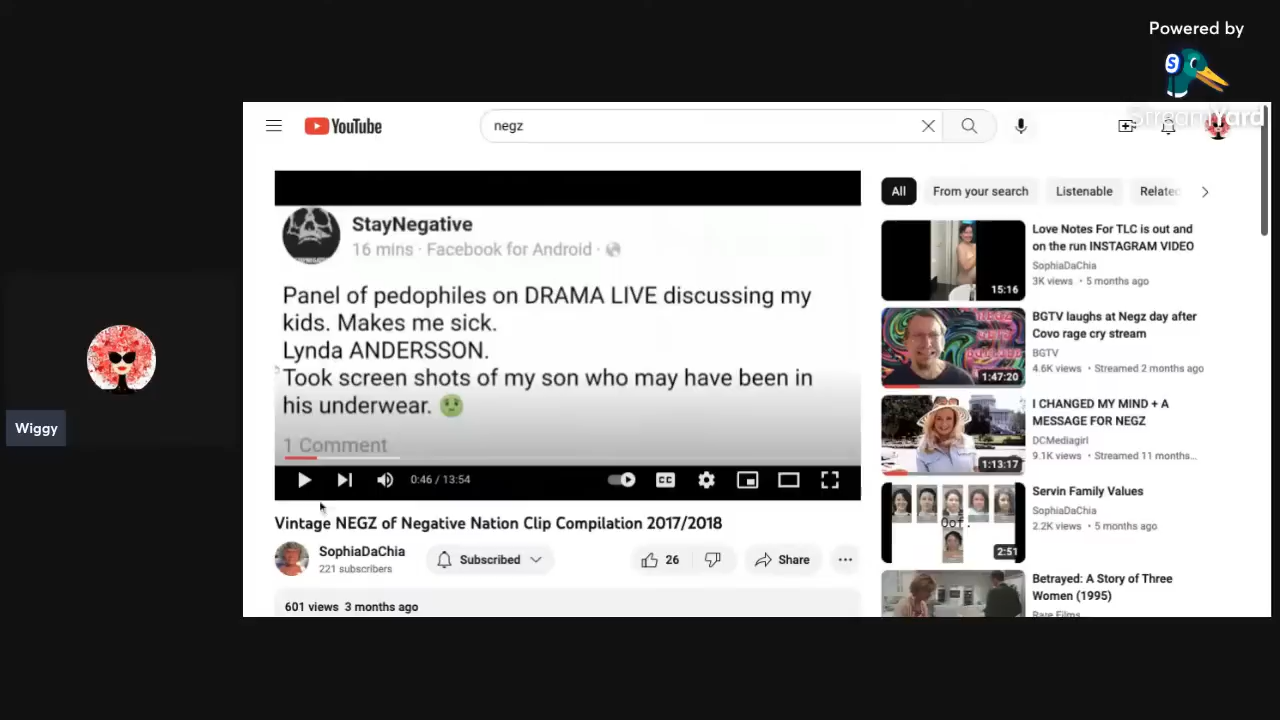 Powered by
StreamYard
YouTube
negz
All
From your search
Listenable
StayNegative
16 mins · Facebook for Android ·
Panel of pedophiles on DRAMA LIVE discussing my
kids. Makes me sick.
Lynda ANDERSSON.
Took screen shots of my son who may have been in
his underwear.
1 Comment
0:46 / 13:54
Vintage NEGZ of Negative Nation Clip Compilation 2017/2018
SophiaDaChia
221 subscribers
Subscribed
26
Share
601 views 3 months ago
15:16
Love Notes For TLC is out and
on the run INSTAGRAM VIDEO
SophiaDaChia
3K views • 5 months ago
NEGZ
GETS
1:47:20
BGTV laughs at Negz day after
Covo rage cry stream
BGTV
4.6K views • Streamed 2 months ago
1:13:17
I CHANGED MY MIND + A
MESSAGE FOR NEGZ
DCMediagirl
9.1K views • Streamed 11 months...
Oof.
2:51
Servin Family Values
SophiaDaChia
2.2K views • 5 months ago
Betrayed: A Story of Three
Women (1995)
Rare Films
Wiggy